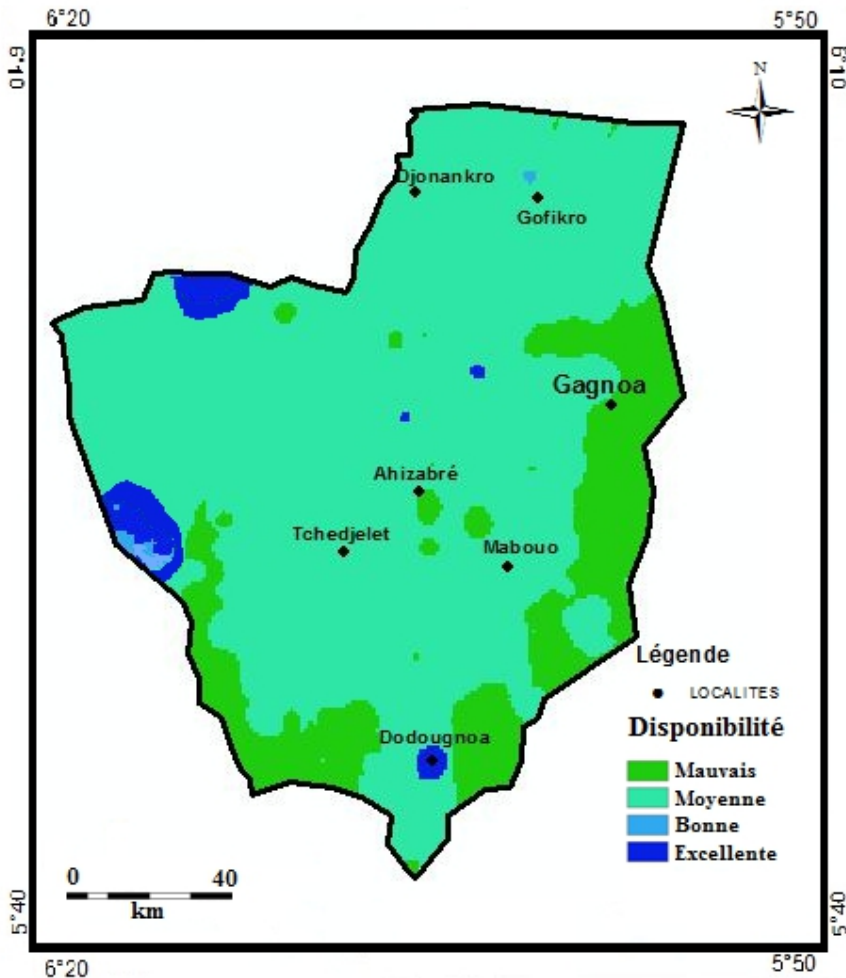 6°20
5°50
6°10
6°10
N
Djonankro
Gofikro
Gagnoa
Ahizabré
Tchedjelet
Mabouo
Légende
LOCALITES
Disponibilité
Dodougnoa
Mauvais
Moyenne
Bonne
Excellente
0 40
km
5°40
5°40
6°20
5°50